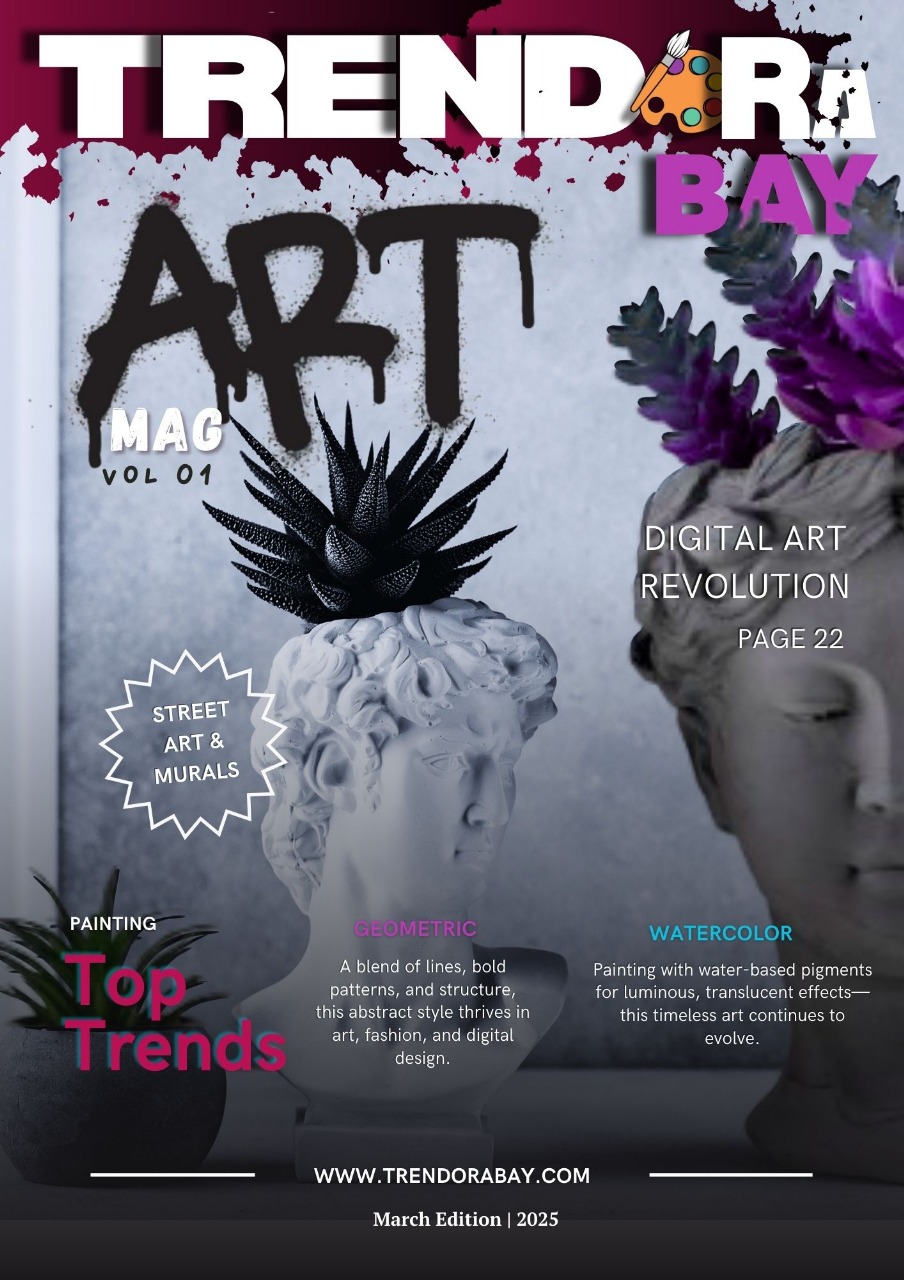 TRENDORA
BAY
ART
MAG
VOL 01
DIGITAL ART
REVOLUTION
PAGE 22
STREET
ART &
MURALS
PAINTING
Top
Trends
GEOMETRIC
A blend of lines, bold
patterns, and structure,
this abstract style thrives in
art, fashion, and digital
design.
WATERCOLOR
Painting with water-based pigments
for luminous, translucent effects—
this timeless art continues to
evolve.
WWW.TRENDORABAY.COM
March Edition | 2025